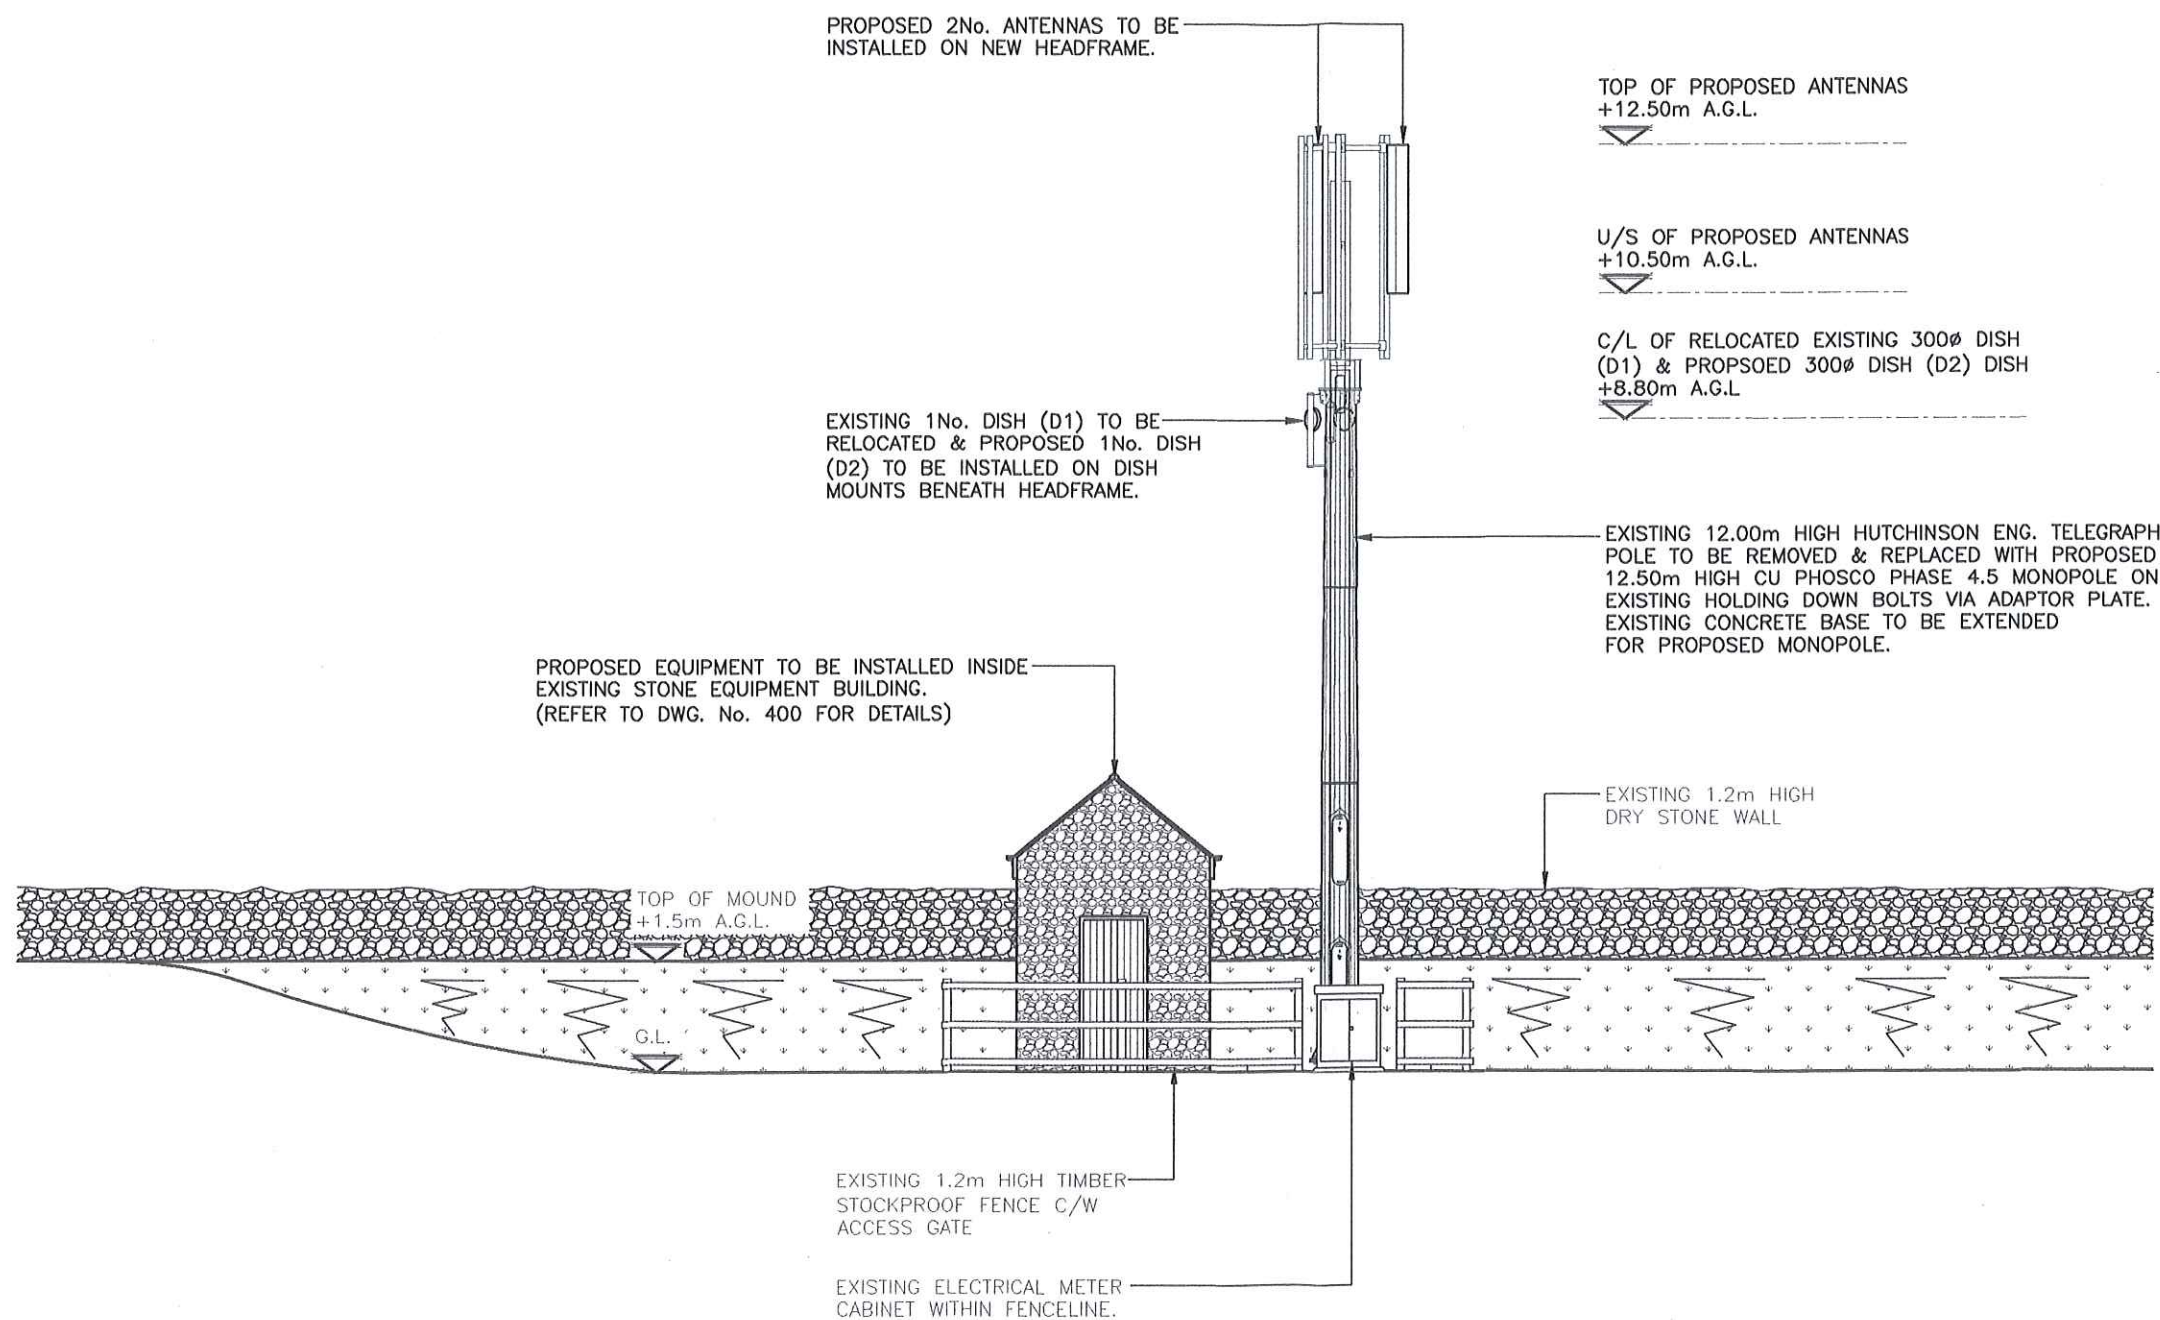 PROPOSED 2No. ANTENNAS TO BE
INSTALLED ON NEW HEADFRAME.
TOP OF PROPOSED ANTENNAS
+12.50m A.G.L.
U/S OF PROPOSED ANTENNAS
+10.50m A.G.L.
C/L OF RELOCATED EXISTING 300ø DISH
(D1) & PROPSOED 300ø DISH (D2) DISH
+8.80m A.G.L
EXISTING 1No. DISH (D1) TO BE
RELOCATED & PROPOSED 1No. DISH
(D2) TO BE INSTALLED ON DISH
MOUNTS BENEATH HEADFRAME.
EXISTING 12.00m HIGH HUTCHINSON ENG. TELEGRAPH
POLE TO BE REMOVED & REPLACED WITH PROPOSED
12.50m HIGH CU PHOSCO PHASE 4.5 MONOPOLE ON
EXISTING HOLDING DOWN BOLTS VIA ADAPTOR PLATE.
EXISTING CONCRETE BASE TO BE EXTENDED
FOR PROPOSED MONOPOLE.
PROPOSED EQUIPMENT TO BE INSTALLED INSIDE
EXISTING STONE EQUIPMENT BUILDING.
(REFER TO DWG. No. 400 FOR DETAILS)
EXISTING 1.2m HIGH
DRY STONE WALL
TOP OF MOUND
+1.5m A.G.L.
G.L.
EXISTING 1.2m HIGH TIMBER
STOCKPROOF FENCE C/W
ACCESS GATE
EXISTING ELECTRICAL METER
CABINET WITHIN FENCELINE.